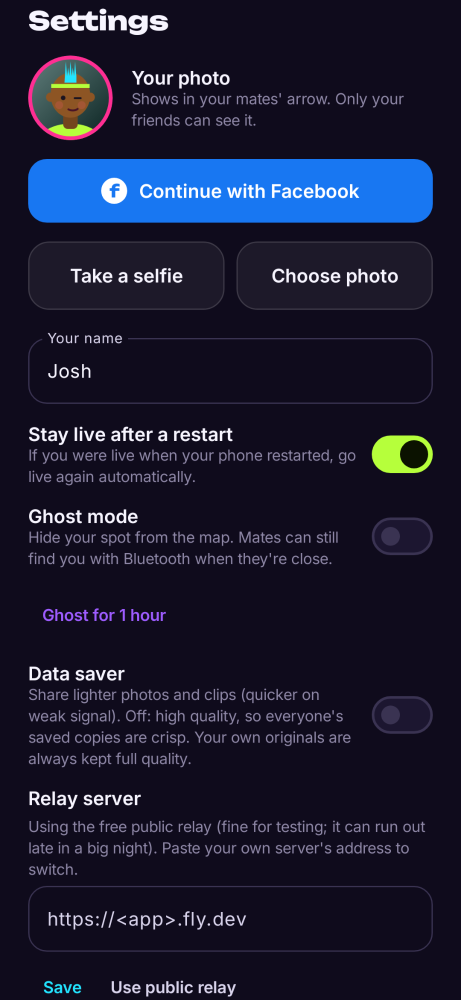 Settings
Your photo
Shows in your mates' arrow. Only your
friends can see it.
f Continue with Facebook
Take a selfie
Choose photo
Your name
Josh
Stay live after a restart
If you were live when your phone restarted, go
live again automatically.
Ghost mode
Hide your spot from the map. Mates can still
find you with Bluetooth when they're close.
Ghost for 1 hour
Data saver
Share lighter photos and clips (quicker on
weak signal). Off: high quality, so everyone's
saved copies are crisp. Your own originals are
always kept full quality.
Relay server
Using the free public relay (fine for testing; it can run out
late in a big night). Paste your own server's address to
switch.
https://<app>.fly.dev
Save
Use public relay